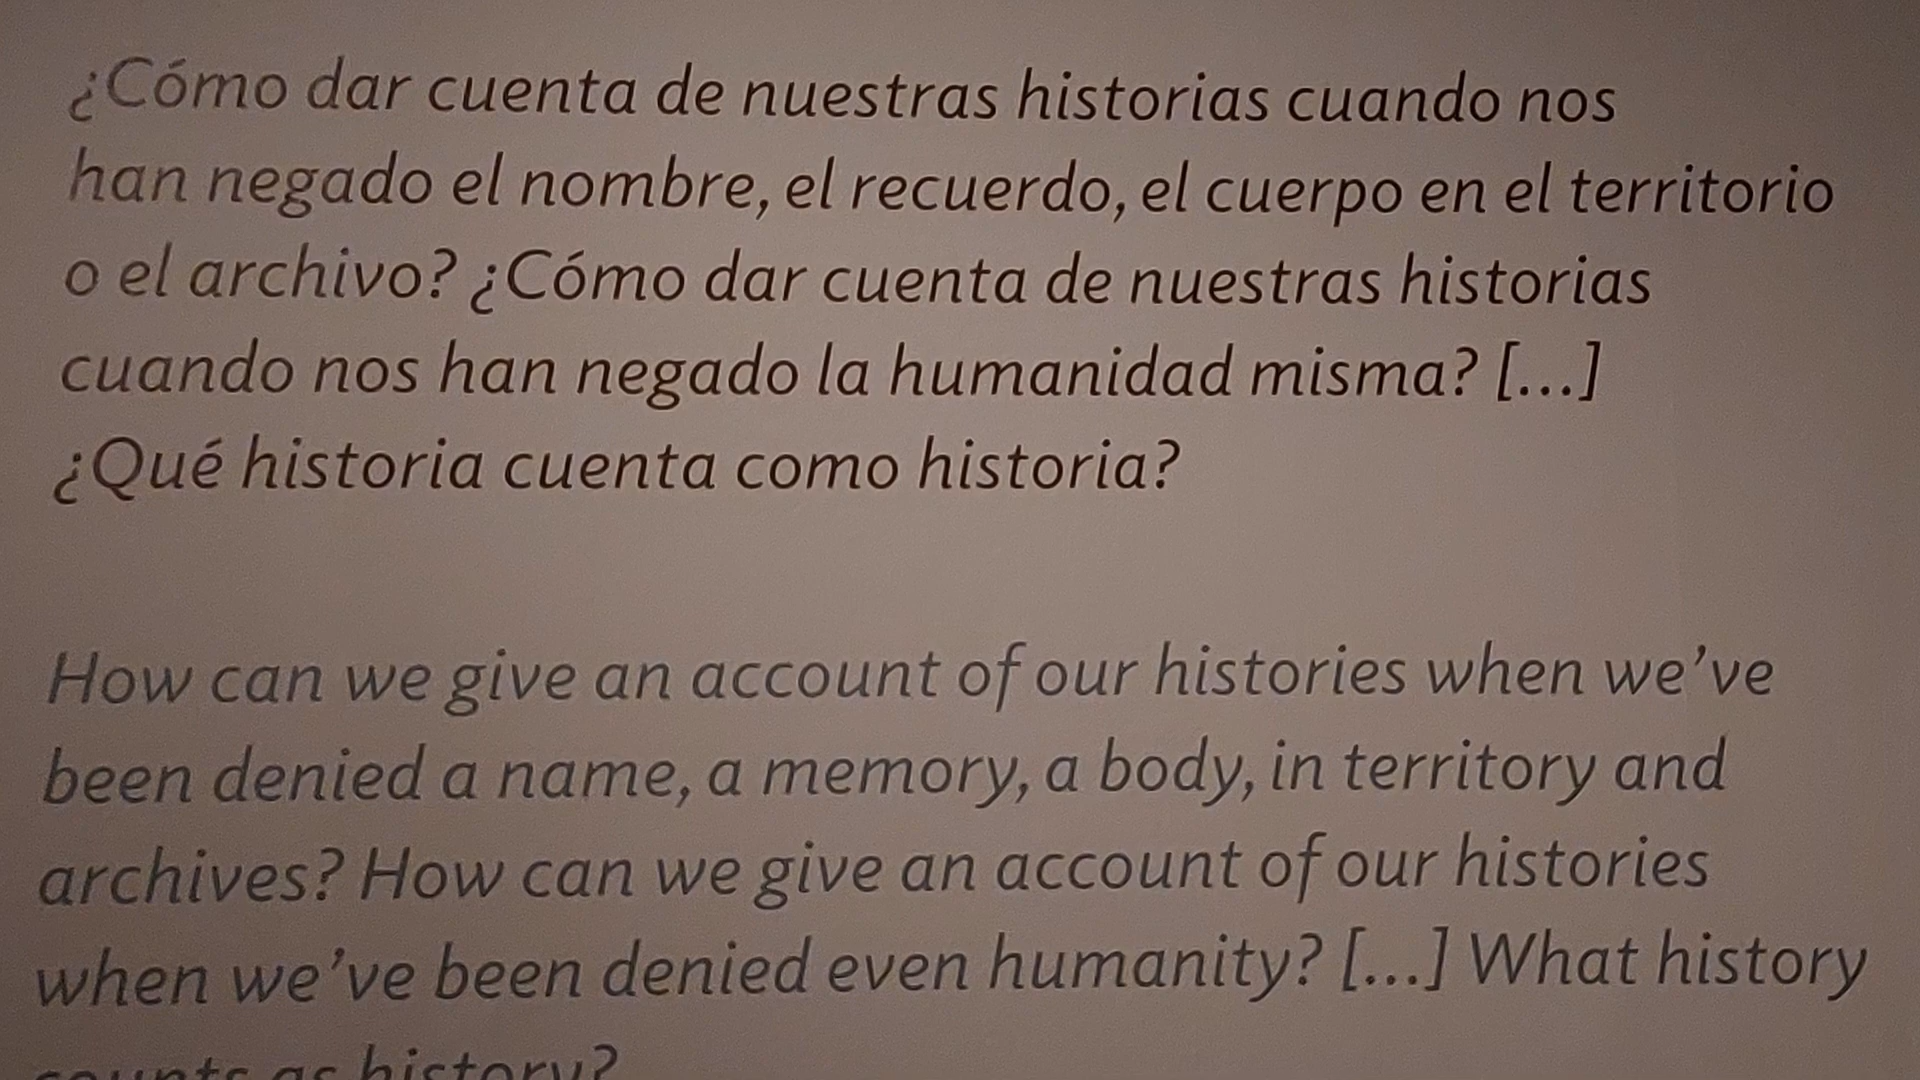 ¿Cómo dar cuenta de nuestras historias cuando nos
han negado el nombre, el recuerdo, el cuerpo en el territorio
o el archivo? ¿Cómo dar cuenta de nuestras historias
cuando nos han negado la humanidad misma? [...]
¿Qué historia cuenta como historia?
How can we give an account of our histories when we’ve
been denied a name, a memory, a body, in territory and
archives? How can we give an account of our histories
when we’ve been denied even humanity? [...] What history
counts as history?